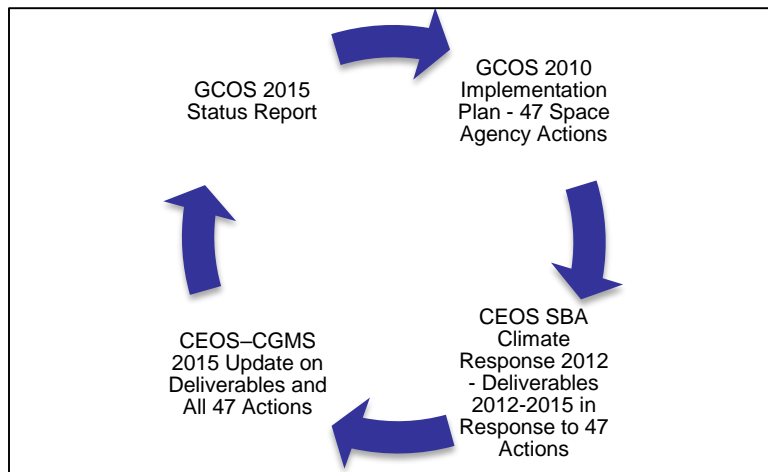 GCOS 2015
Status Report
GCOS 2010
Implementation
Plan - 47 Space
Agency Actions
CEOS SBA
Climate
Response 2012
- Deliverables
2012-2015 in
Response to 47
Actions
CEOS–CGMS
2015 Update on
Deliverables and
All 47 Actions